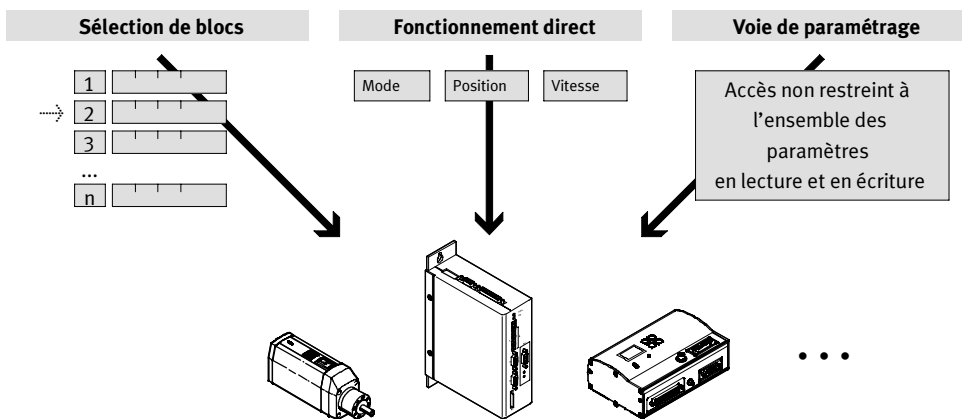 Sélection de blocs
Fonctionnement direct
Voie de paramétrage
1
2
3
...
n
Mode
Position
Vitesse
Accès non restreint à
l’ensemble des
paramètres
en lecture et en écriture
• • •